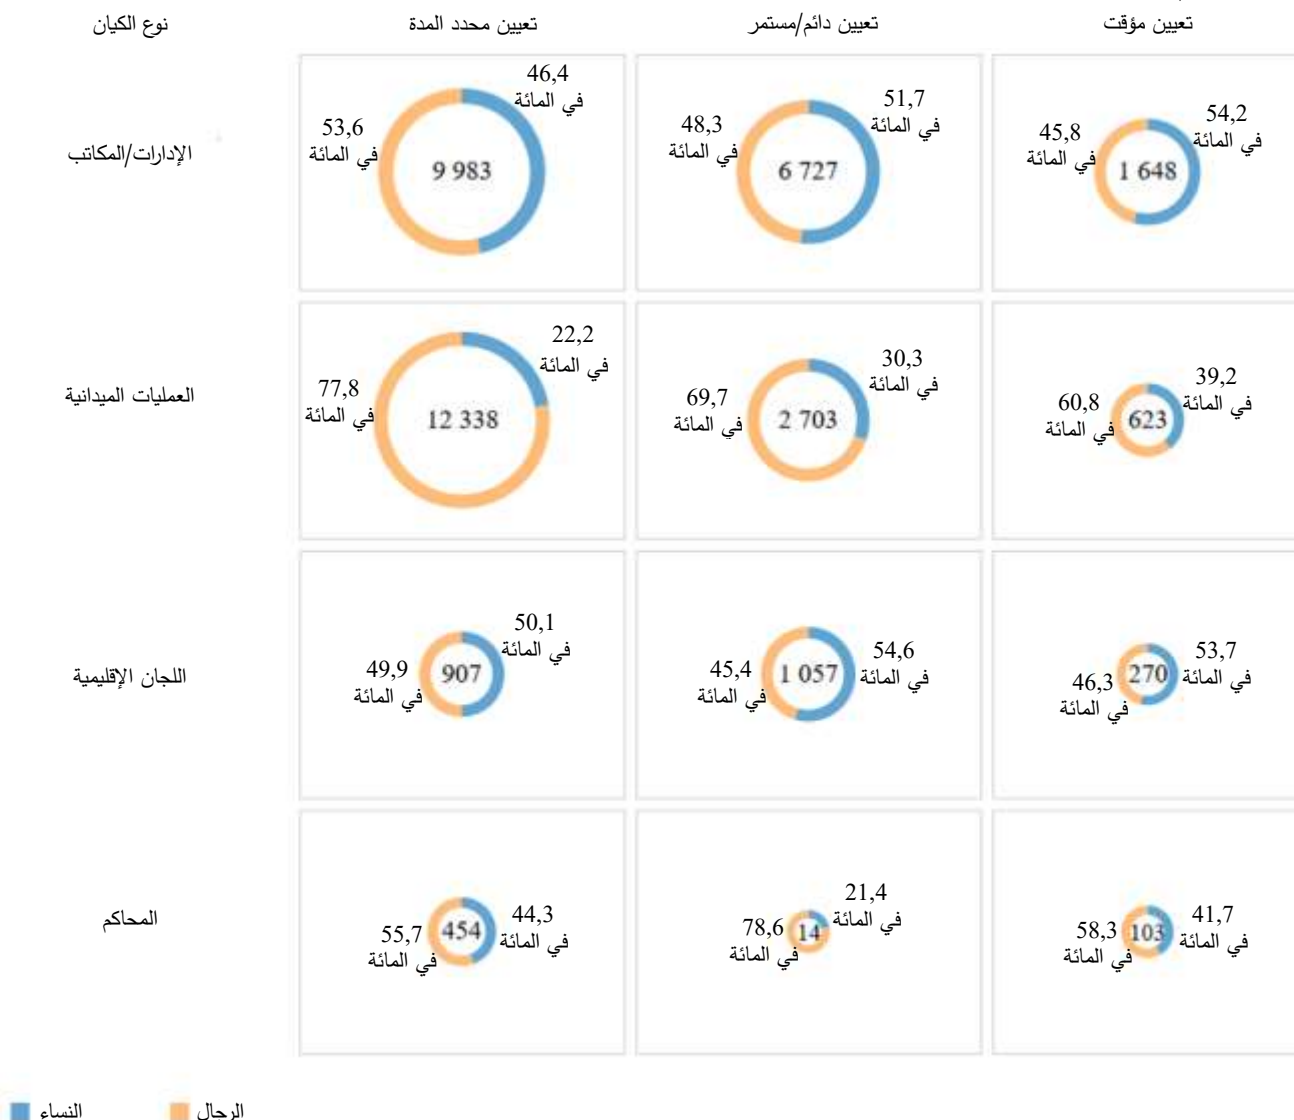 نوع الكيان
تعيين محدد المدة
تعيين دائم/مستمر
تعيين مؤقت
الإدارات/المكاتب
46,4
في المائة
53,6
في المائة
9 983
51,7
في المائة
48,3
في المائة
6 727
54,2
في المائة
45,8
في المائة
1 648
العمليات الميدانية
22,2
في المائة
77,8
في المائة
12 338
30,3
في المائة
69,7
في المائة
2 703
39,2
في المائة
60,8
في المائة
623
اللجان الإقليمية
50,1
في المائة
49,9
في المائة
907
54,6
في المائة
45,4
في المائة
1 057
53,7
في المائة
46,3
في المائة
270
المحاكم
44,3
في المائة
55,7
في المائة
454
21,4
في المائة
78,6
في المائة
14
41,7
في المائة
58,3
في المائة
103
النساء
الرجال